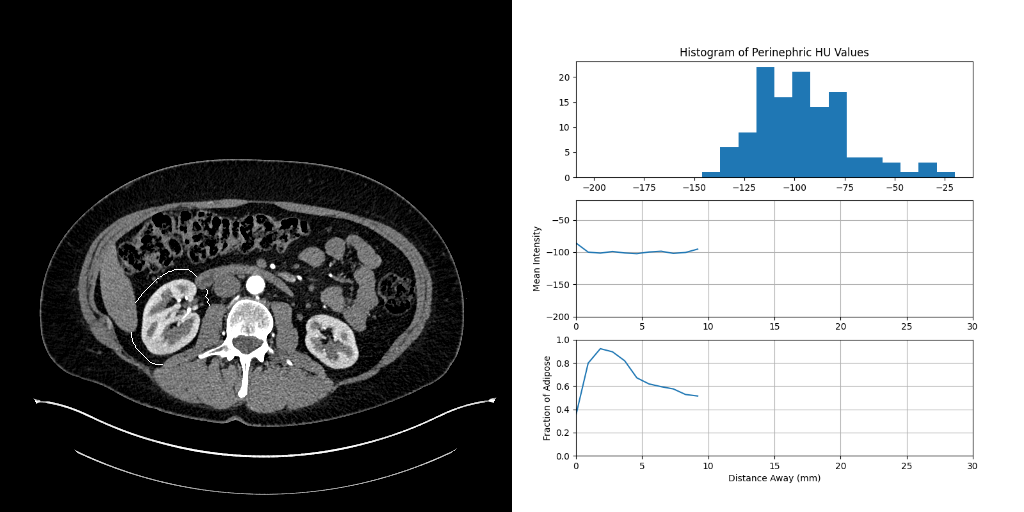 Histogram of Perinephric HU Values
20
15
10
5
0
−200 −175 −150 −125 −100 −75 −50 −25
Mean Intensity
−50
−100
−150
−200
0 5 10 15 20 25 30
Fraction of Adipose
1.0
0.8
0.6
0.4
0.2
0.0
0 5 10 15 20 25 30
Distance Away (mm)